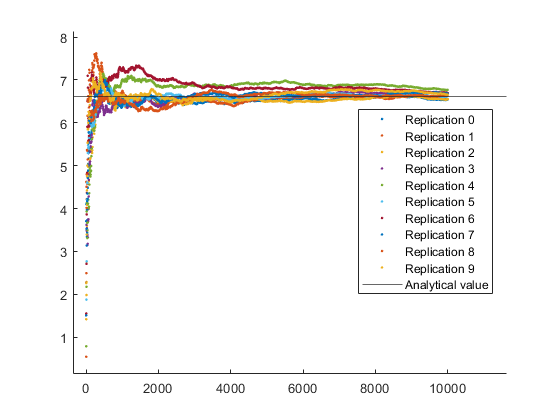 8
7
6
5
4
3
2
1
0 2000 4000 6000 8000 10000
Replication 0
Replication 1
Replication 2
Replication 3
Replication 4
Replication 5
Replication 6
Replication 7
Replication 8
Replication 9
Analytical value